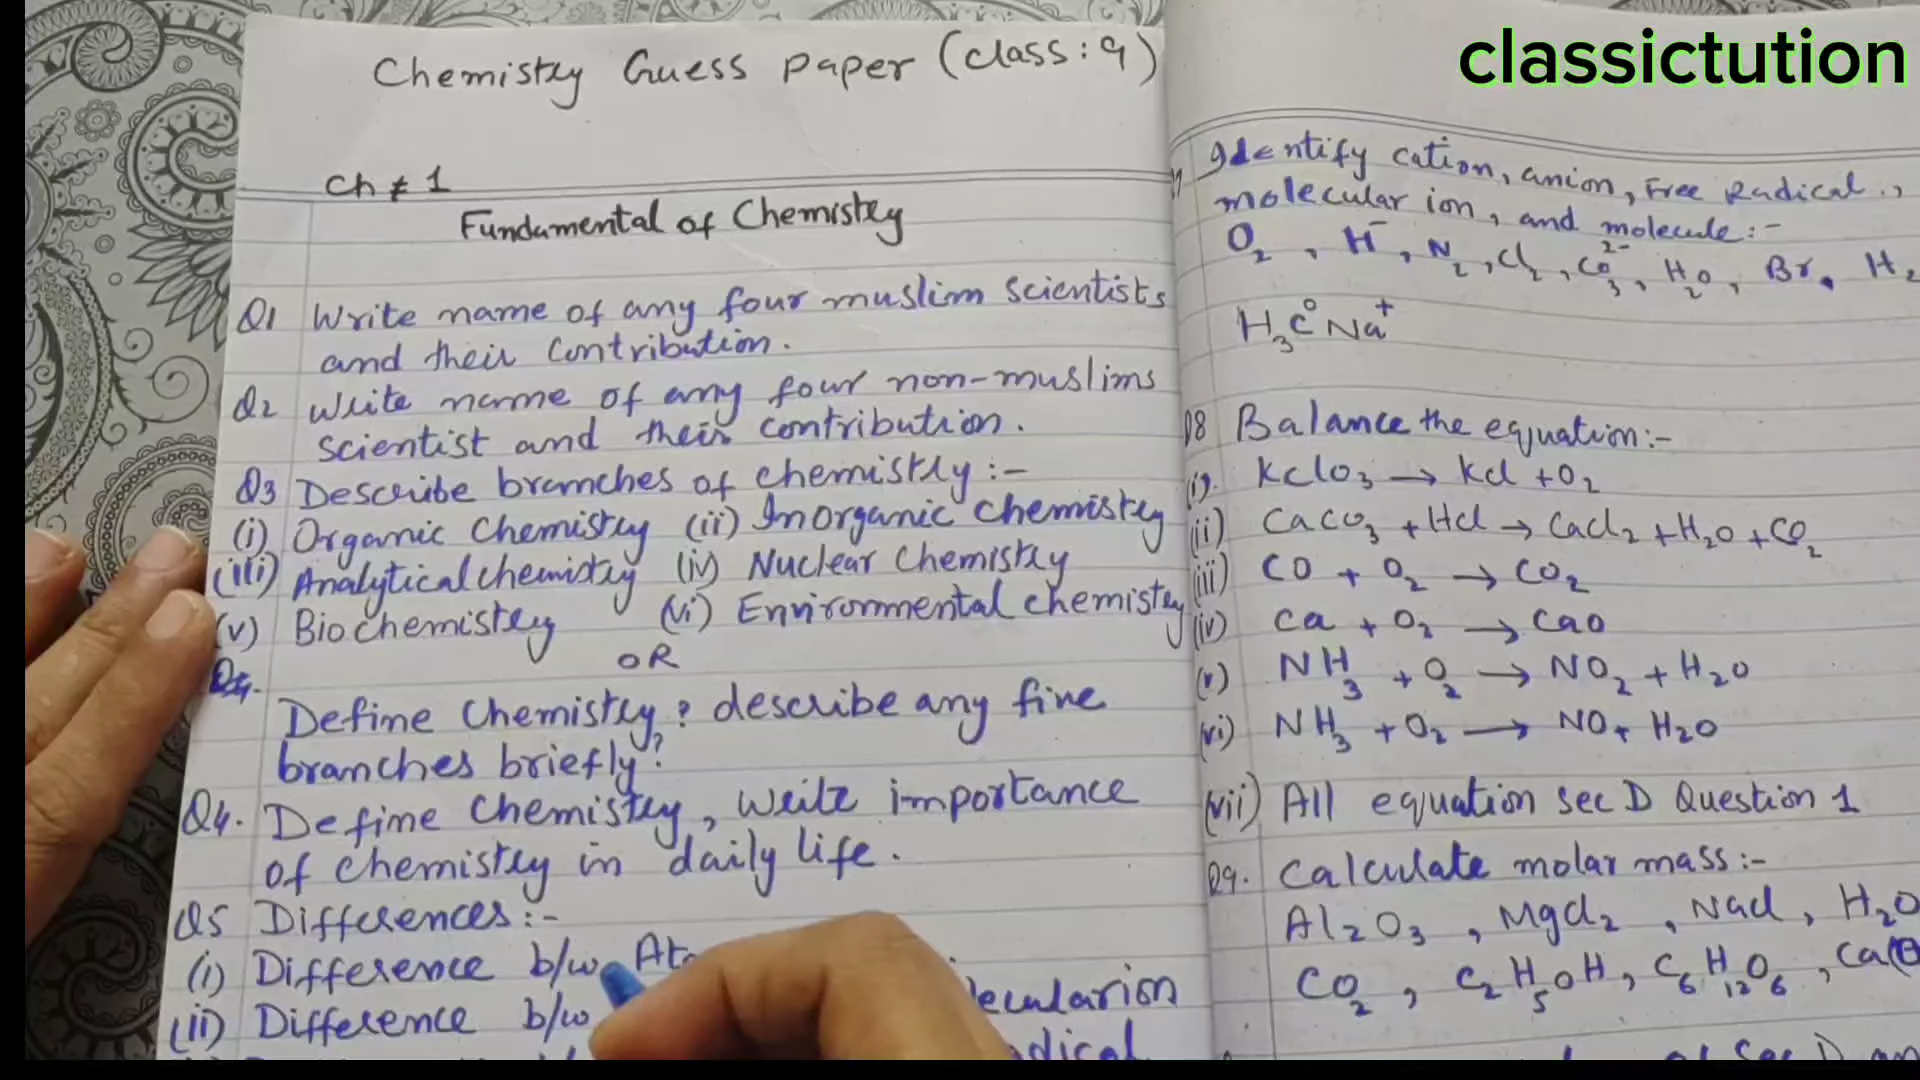 classictution
Chemistry Guess paper (class:9)
Ch # 1
Fundamental of Chemistry
Q1 Write name of any four muslim scientists
and their contribution.
Q2 Write name of any four non-muslims
scientist and their contribution.
Q3 Describe branches of chemistry :-
(i) Organic Chemistry (ii) Inorganic chemistry
(iii) Analytical chemistry (iv) Nuclear Chemistry
(v) Biochemistry (vi) Environmental chemistry
OR
Define Chemistry? describe any five
branches briefly?
Q4. Define Chemistry, Write importance
of chemistry in daily life.
Q5 Differences :-
(i) Difference b/w
(ii) Difference b/w
Identify cation, anion, Free Radical,
molecular ion, and molecule:-
O₂, H⁻, N₂, Cl₂, CO₃²⁻, H₂O, Br, H₂
H₃C⁰ Na⁺
Q8 Balance the equation:-
(i). KClO₃ → KCl + O₂
(ii) CaCO₃ + HCl → CaCl₂ + H₂O + CO₂
(iii) CO + O₂ → CO₂
(iv) Ca + O₂ → CaO
(v) NH₃ + O₂ → NO₂ + H₂O
(vi) NH₃ + O₂ → NO + H₂O
(vii) All equation sec D Question 1
Q9. Calculate molar mass:-
Al₂O₃, MgCl₂, NaCl, H₂O
CO₂, C₂H₅OH, C₆H₁₂O₆,